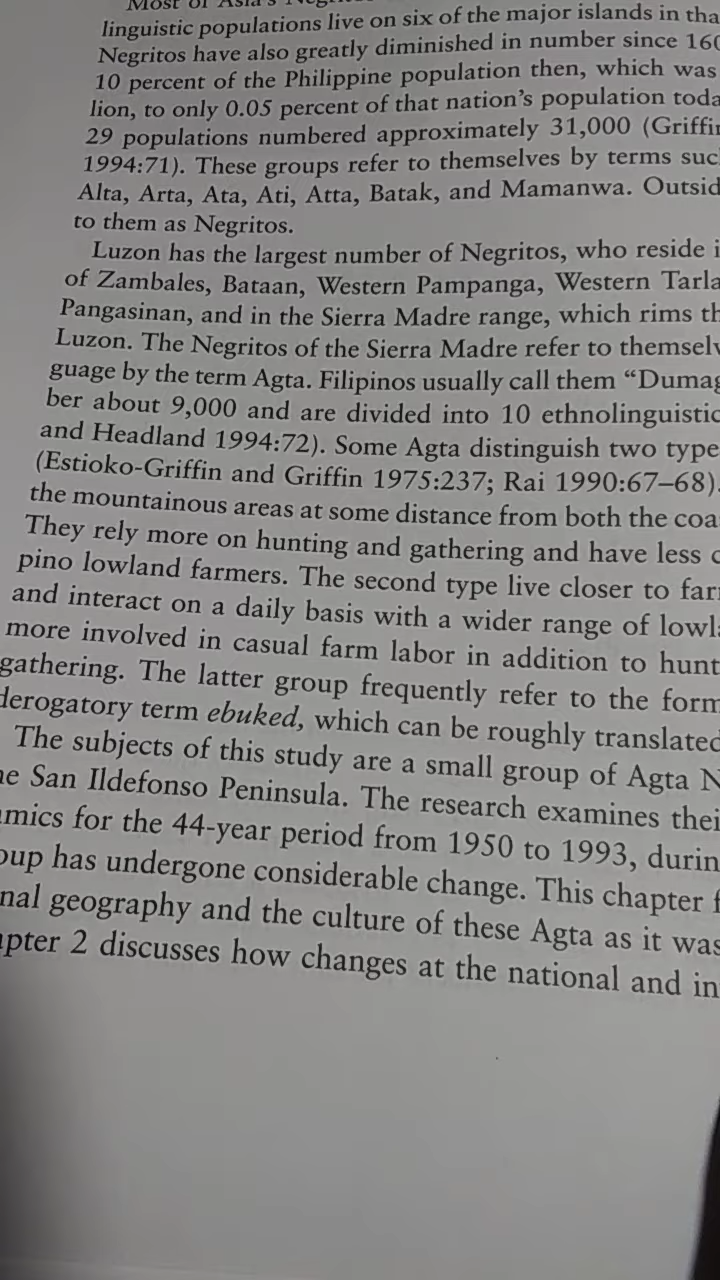 Most of Asia's
linguistic populations live on six of the major islands in tha
Negritos have also greatly diminished in number since 160
10 percent of the Philippine population then, which was
lion, to only 0.05 percent of that nation's population toda
29 populations numbered approximately 31,000 (Griffin
1994:71). These groups refer to themselves by terms suc
Alta, Arta, Ata, Ati, Atta, Batak, and Mamanwa. Outsid
to them as Negritos.
Luzon has the largest number of Negritos, who reside i
of Zambales, Bataan, Western Pampanga, Western Tarla
Pangasinan, and in the Sierra Madre range, which rims th
Luzon. The Negritos of the Sierra Madre refer to themselv
guage by the term Agta. Filipinos usually call them “Dumag
ber about 9,000 and are divided into 10 ethnolinguistic
and Headland 1994:72). Some Agta distinguish two type
(Estioko-Griffin and Griffin 1975:237; Rai 1990:67–68).
the mountainous areas at some distance from both the coa
They rely more on hunting and gathering and have less c
pino lowland farmers. The second type live closer to far
and interact on a daily basis with a wider range of lowla
more involved in casual farm labor in addition to hunt
gathering. The latter group frequently refer to the form
derogatory term ebuked, which can be roughly translated
The subjects of this study are a small group of Agta N
he San Ildefonso Peninsula. The research examines thei
mics for the 44-year period from 1950 to 1993, durin
oup has undergone considerable change. This chapter f
nal geography and the culture of these Agta as it was
pter 2 discusses how changes at the national and in